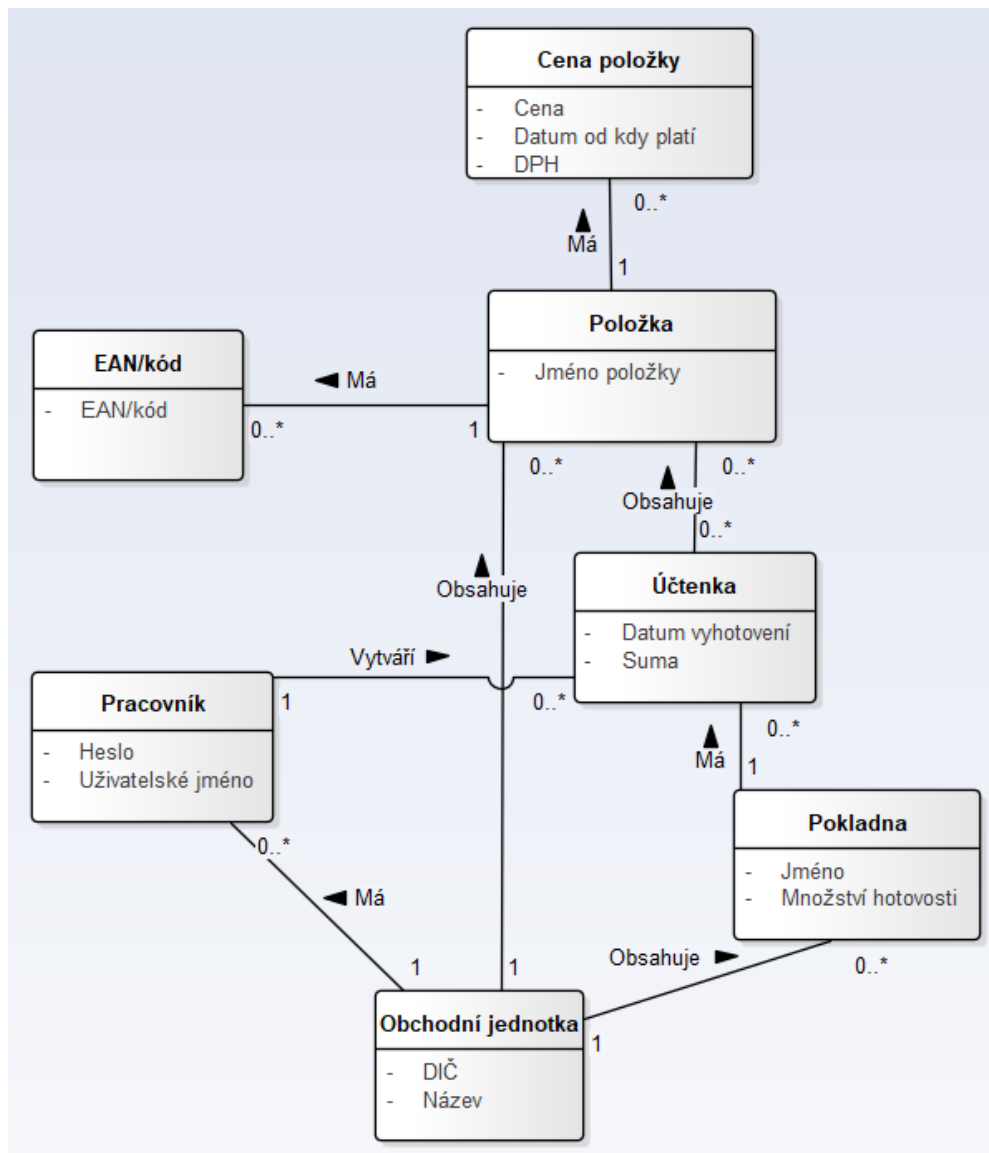 Cena položky
- Cena
- Datum od kdy platí
- DPH
0..*
Má
1
Položka
- Jméno položky
EAN/kód
- EAN/kód
Má
0..*
1
0..*
0..*
Obsahuje
0..*
Obsahuje
Účtenka
- Datum vyhotovení
- Suma
Vytváří
1
0..*
Pracovník
- Heslo
- Uživatelské jméno
0..*
Má
1
Pokladna
- Jméno
- Množství hotovosti
0..*
Má
1
1
Obsahuje
0..*
1
Obchodní jednotka
- DIČ
- Název